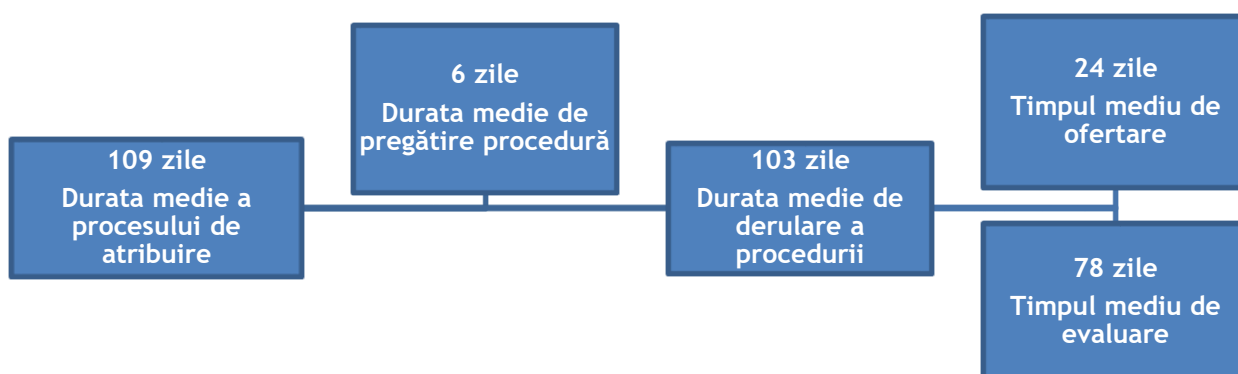 109 zile
Durata medie a
procesului de
atribuire
6 zile
Durata medie de
pregătire procedură
103 zile
Durata medie de
derulare a
procedurii
24 zile
Timpul mediu de
ofertare
78 zile
Timpul mediu de
evaluare